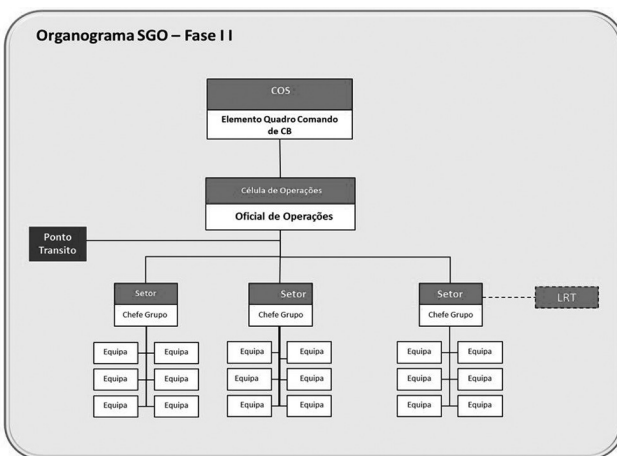 Organograma SGO – Fase I I
COS
Elemento Quadro Comando
de CB
Célula de Operações
Oficial de Operações
Ponto
Transito
Setor
Chefe Grupo
Setor
Chefe Grupo
Setor
Chefe Grupo
LRT
Equipa Equipa Equipa Equipa Equipa Equipa
Equipa Equipa Equipa Equipa Equipa Equipa
Equipa Equipa Equipa Equipa Equipa Equipa